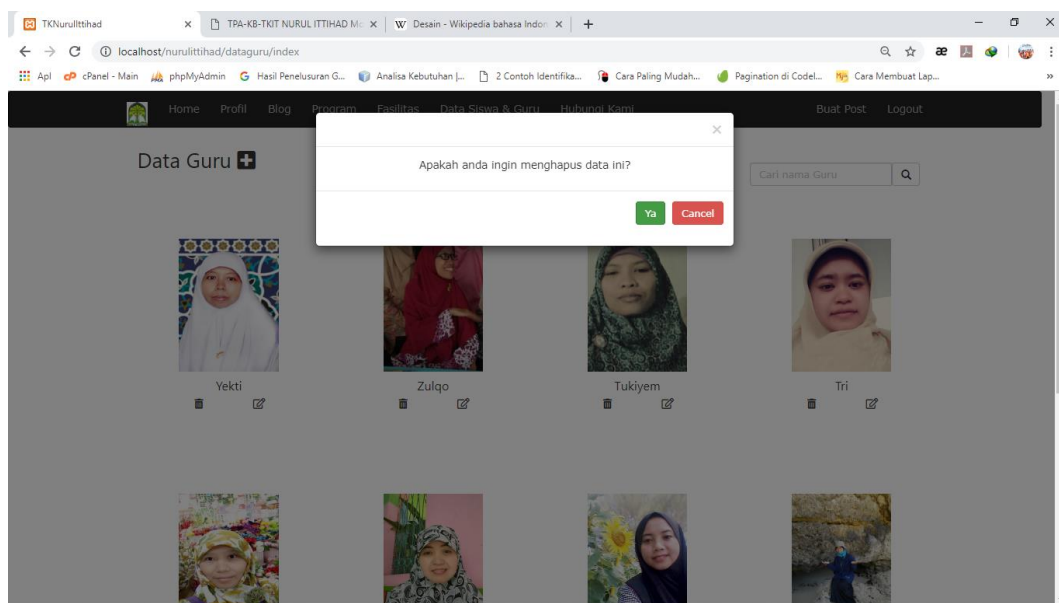 TKNurulIttihad
TPA-KB-TKIT NURUL ITTIHAD Mc
W Desain - Wikipedia bahasa Indon
localhost/nurulittihad/dataguru/index
Apl
cPanel - Main
phpMyAdmin
Hasil Penelusuran G...
Analisa Kebutuhan |...
2 Contoh Identifika...
Cara Paling Mudah...
Pagination di CodeI...
Cara Membuat Lap...
Home Profil Blog Program Fasilitas Data Siswa & Guru Hubungi Kami Buat Post Logout
Data Guru
Apakah anda ingin menghapus data ini?
Ya Cancel
Cari nama Guru
Yekti Zulqo Tukiyem Tri